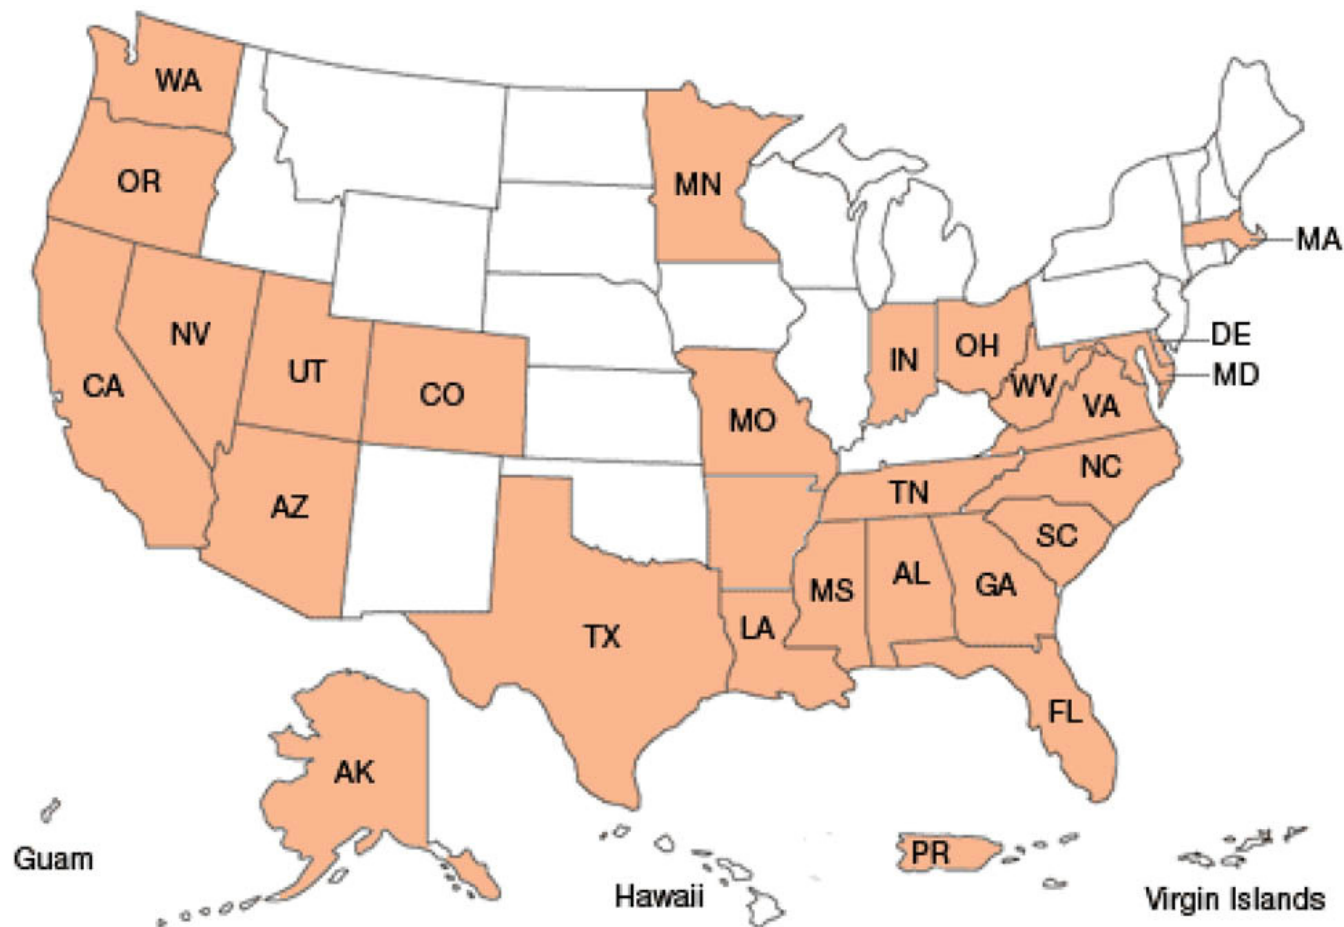 WA
OR
MN
MA
NV
DE
OH
IN
UT
MD
CA
WV
CO
VA
MO
NC
TN
AZ
SC
AL
GA
MS
LA
TX
FL
AK
PR
Guam
Hawaii
Virgin Islands